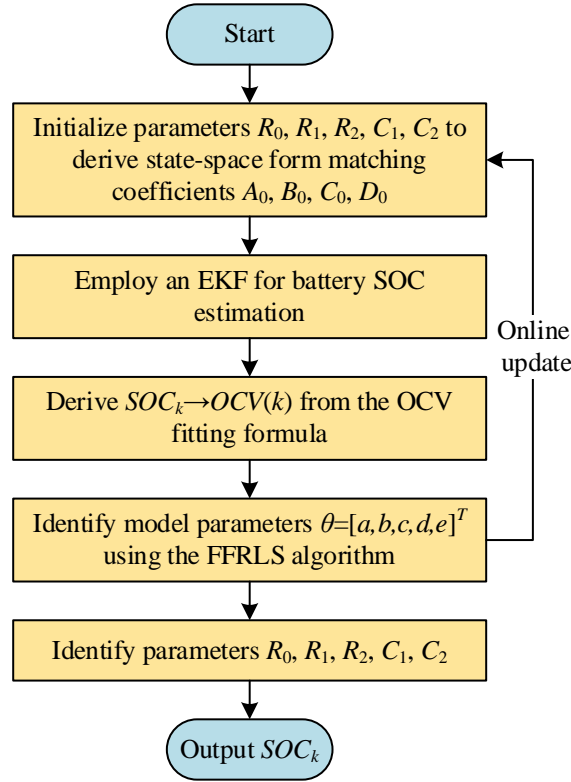 Start
Initialize parameters R₀, R₁, R₂, C₁, C₂ to
derive state-space form matching
coefficients A₀, B₀, C₀, D₀
Employ an EKF for battery SOC
estimation
Online
update
Derive SOCₖ→OCV(k) from the OCV
fitting formula
Identify model parameters θ=[a,b,c,d,e]ᵀ
using the FFRLS algorithm
Identify parameters R₀, R₁, R₂, C₁, C₂
Output SOCₖ